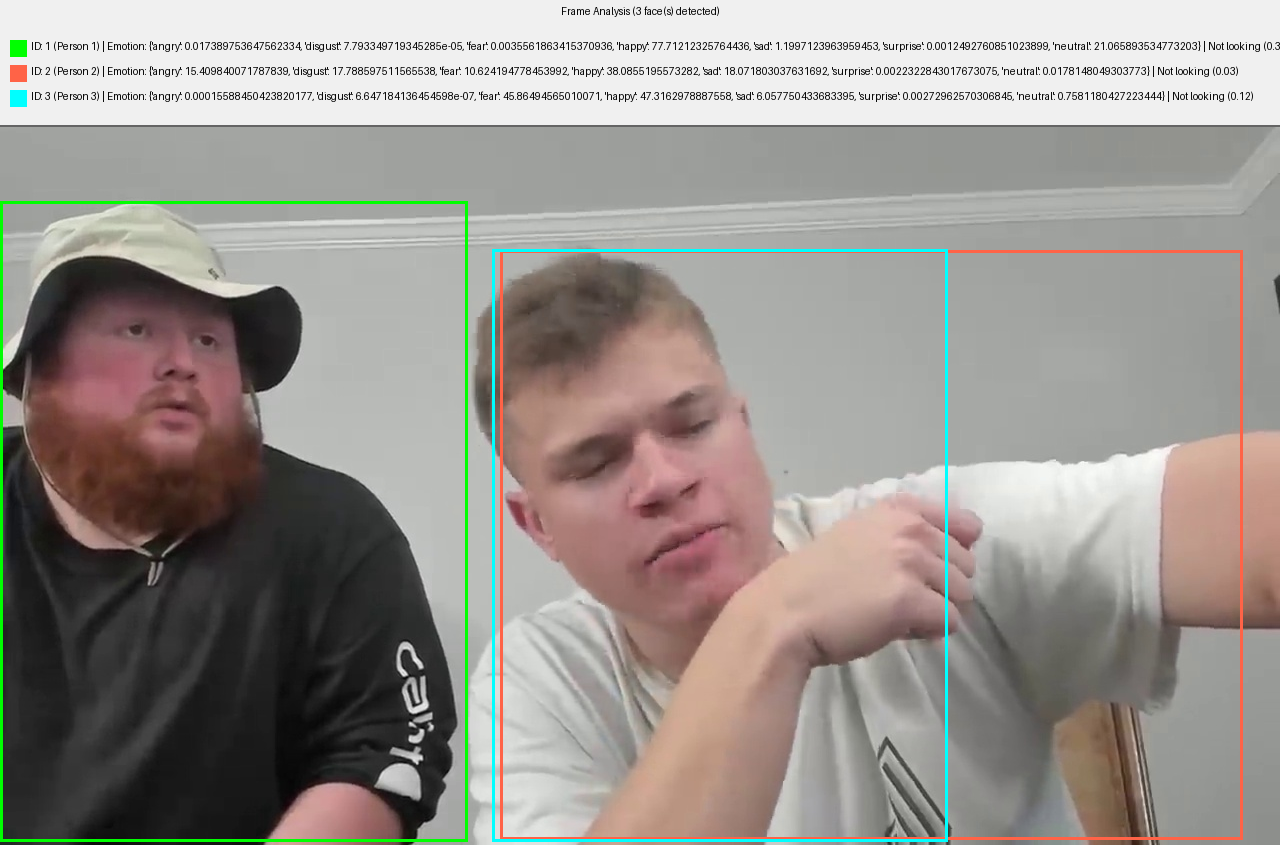 Frame Analysis (3 face(s) detected)
ID: 1 (Person 1) | Emotion: {'angry': 0.017389753647562334, 'disgust': 7.793349719345285e-05, 'fear': 0.0035561863415370936, 'happy': 77.71212325764436, 'sad': 1.1997123963959453, 'surprise': 0.0012492760851023899, 'neutral': 21.065893534773203} | Not looking (0.3
ID: 2 (Person 2) | Emotion: {'angry': 15.409840071787839, 'disgust': 17.788597511565538, 'fear': 10.624194778453992, 'happy': 38.0855195573282, 'sad': 18.071803037631692, 'surprise': 0.0022322843017673075, 'neutral': 0.0178148049303773} | Not looking (0.03)
ID: 3 (Person 3) | Emotion: {'angry': 0.00015588450423820177, 'disgust': 6.647184136454598e-07, 'fear': 45.86494565010071, 'happy': 47.3162978887558, 'sad': 6.057750433683395, 'surprise': 0.00272962570306845, 'neutral': 0.7581180427223444} | Not looking (0.12)